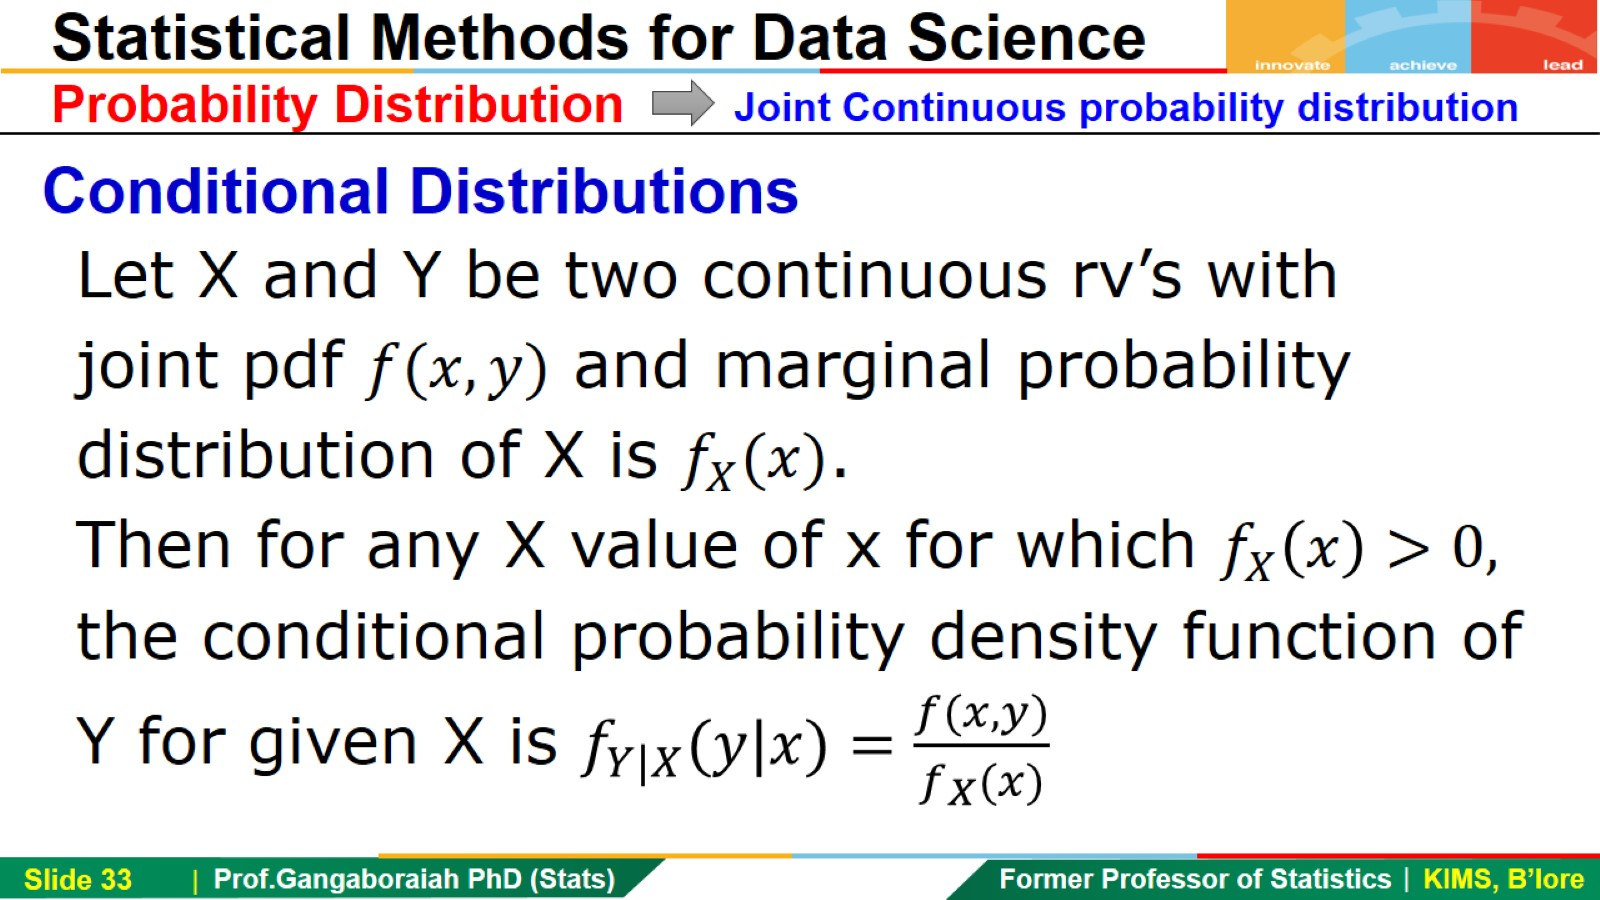 Statistical Methods for Data Science
innovate achieve lead
Probability Distribution Joint Continuous probability distribution
Conditional Distributions
Let X and Y be two continuous rv’s with
joint pdf f(x, y) and marginal probability
distribution of X is f_X(x).
Then for any X value of x for which f_X(x) > 0,
the conditional probability density function of
Y for given X is f_{Y|X}(y|x) = f(x,y) / f_X(x)
Slide 33 | Prof.Gangaboraiah PhD (Stats) Former Professor of Statistics | KIMS, B’lore